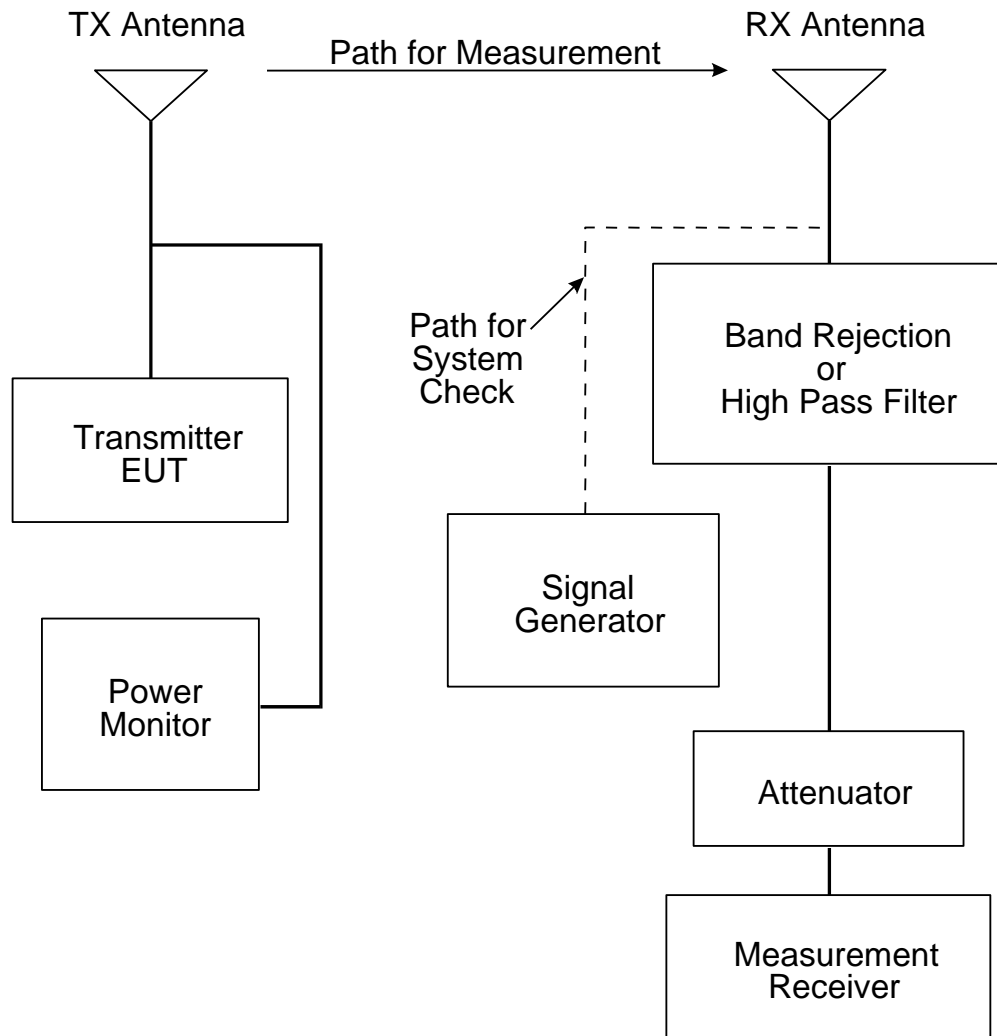 TX Antenna
RX Antenna
Path for Measurement
Path for
System
Check
Band Rejection
or
High Pass Filter
Transmitter
EUT
Signal
Generator
Power
Monitor
Attenuator
Measurement
Receiver